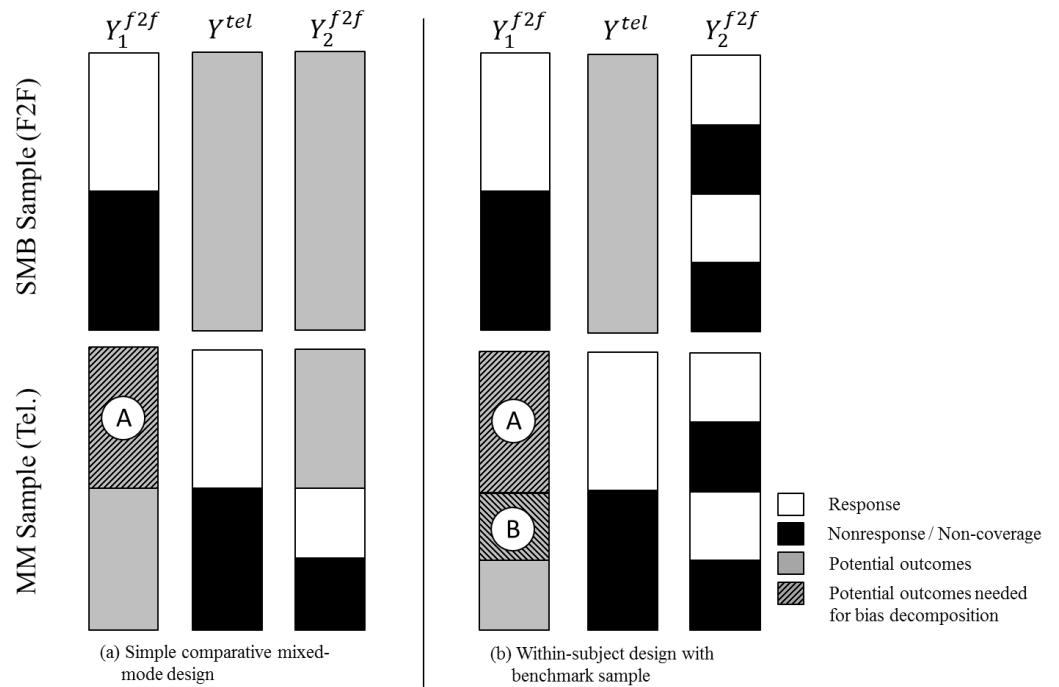 Y_1^{f2f} Y^{tel} Y_2^{f2f} Y_1^{f2f} Y^{tel} Y_2^{f2f}
SMB Sample (F2F)
MM Sample (Tel.)
A
A
B
Response
Nonresponse / Non-coverage
Potential outcomes
Potential outcomes needed
for bias decomposition
(a) Simple comparative mixed-
mode design
(b) Within-subject design with
benchmark sample